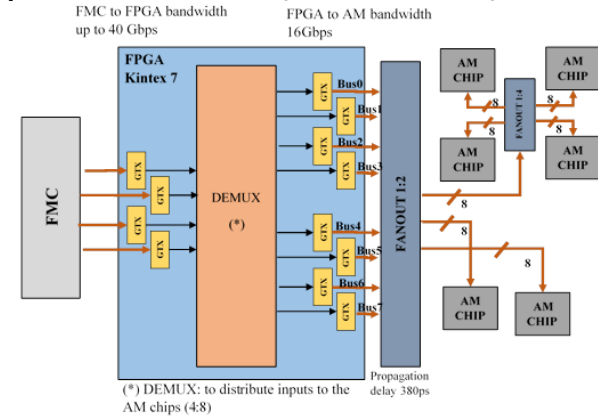 FMC to FPGA bandwidth
up to 40 Gbps
FPGA to AM bandwidth
16Gbps
FPGA
Kintex 7
FMC
GTX
GTX
GTX
GTX
DEMUX
(*)
GTX
Bus0
GTX
Bus1
GTX
Bus2
GTX
Bus3
GTX
Bus4
GTX
Bus5
GTX
Bus6
GTX
Bus7
FANOUT 1:2
AM
CHIP
AM
CHIP
8
8
FANOUT 1:4
8
8
AM
CHIP
AM
CHIP
8
8
8
AM
CHIP
AM
CHIP
Propagation
delay 380ps
(*) DEMUX: to distribute inputs to the
AM chips (4:8)